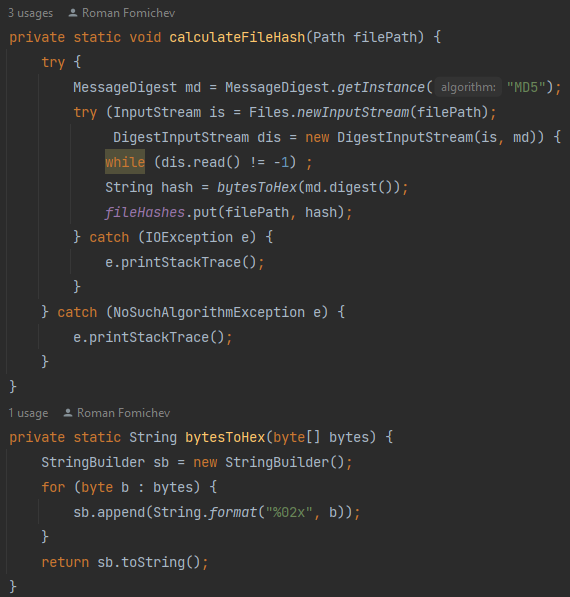 3 usages Roman Fomichev
private static void calculateFileHash(Path filePath) {
    try {
        MessageDigest md = MessageDigest.getInstance( algorithm: "MD5");
        try (InputStream is = Files.newInputStream(filePath);
             DigestInputStream dis = new DigestInputStream(is, md)) {
            while (dis.read() != -1) ;
            String hash = bytesToHex(md.digest());
            fileHashes.put(filePath, hash);
        } catch (IOException e) {
            e.printStackTrace();
        }
    } catch (NoSuchAlgorithmException e) {
        e.printStackTrace();
    }
}
1 usage Roman Fomichev
private static String bytesToHex(byte[] bytes) {
    StringBuilder sb = new StringBuilder();
    for (byte b : bytes) {
        sb.append(String.format("%02x", b));
    }
    return sb.toString();
}